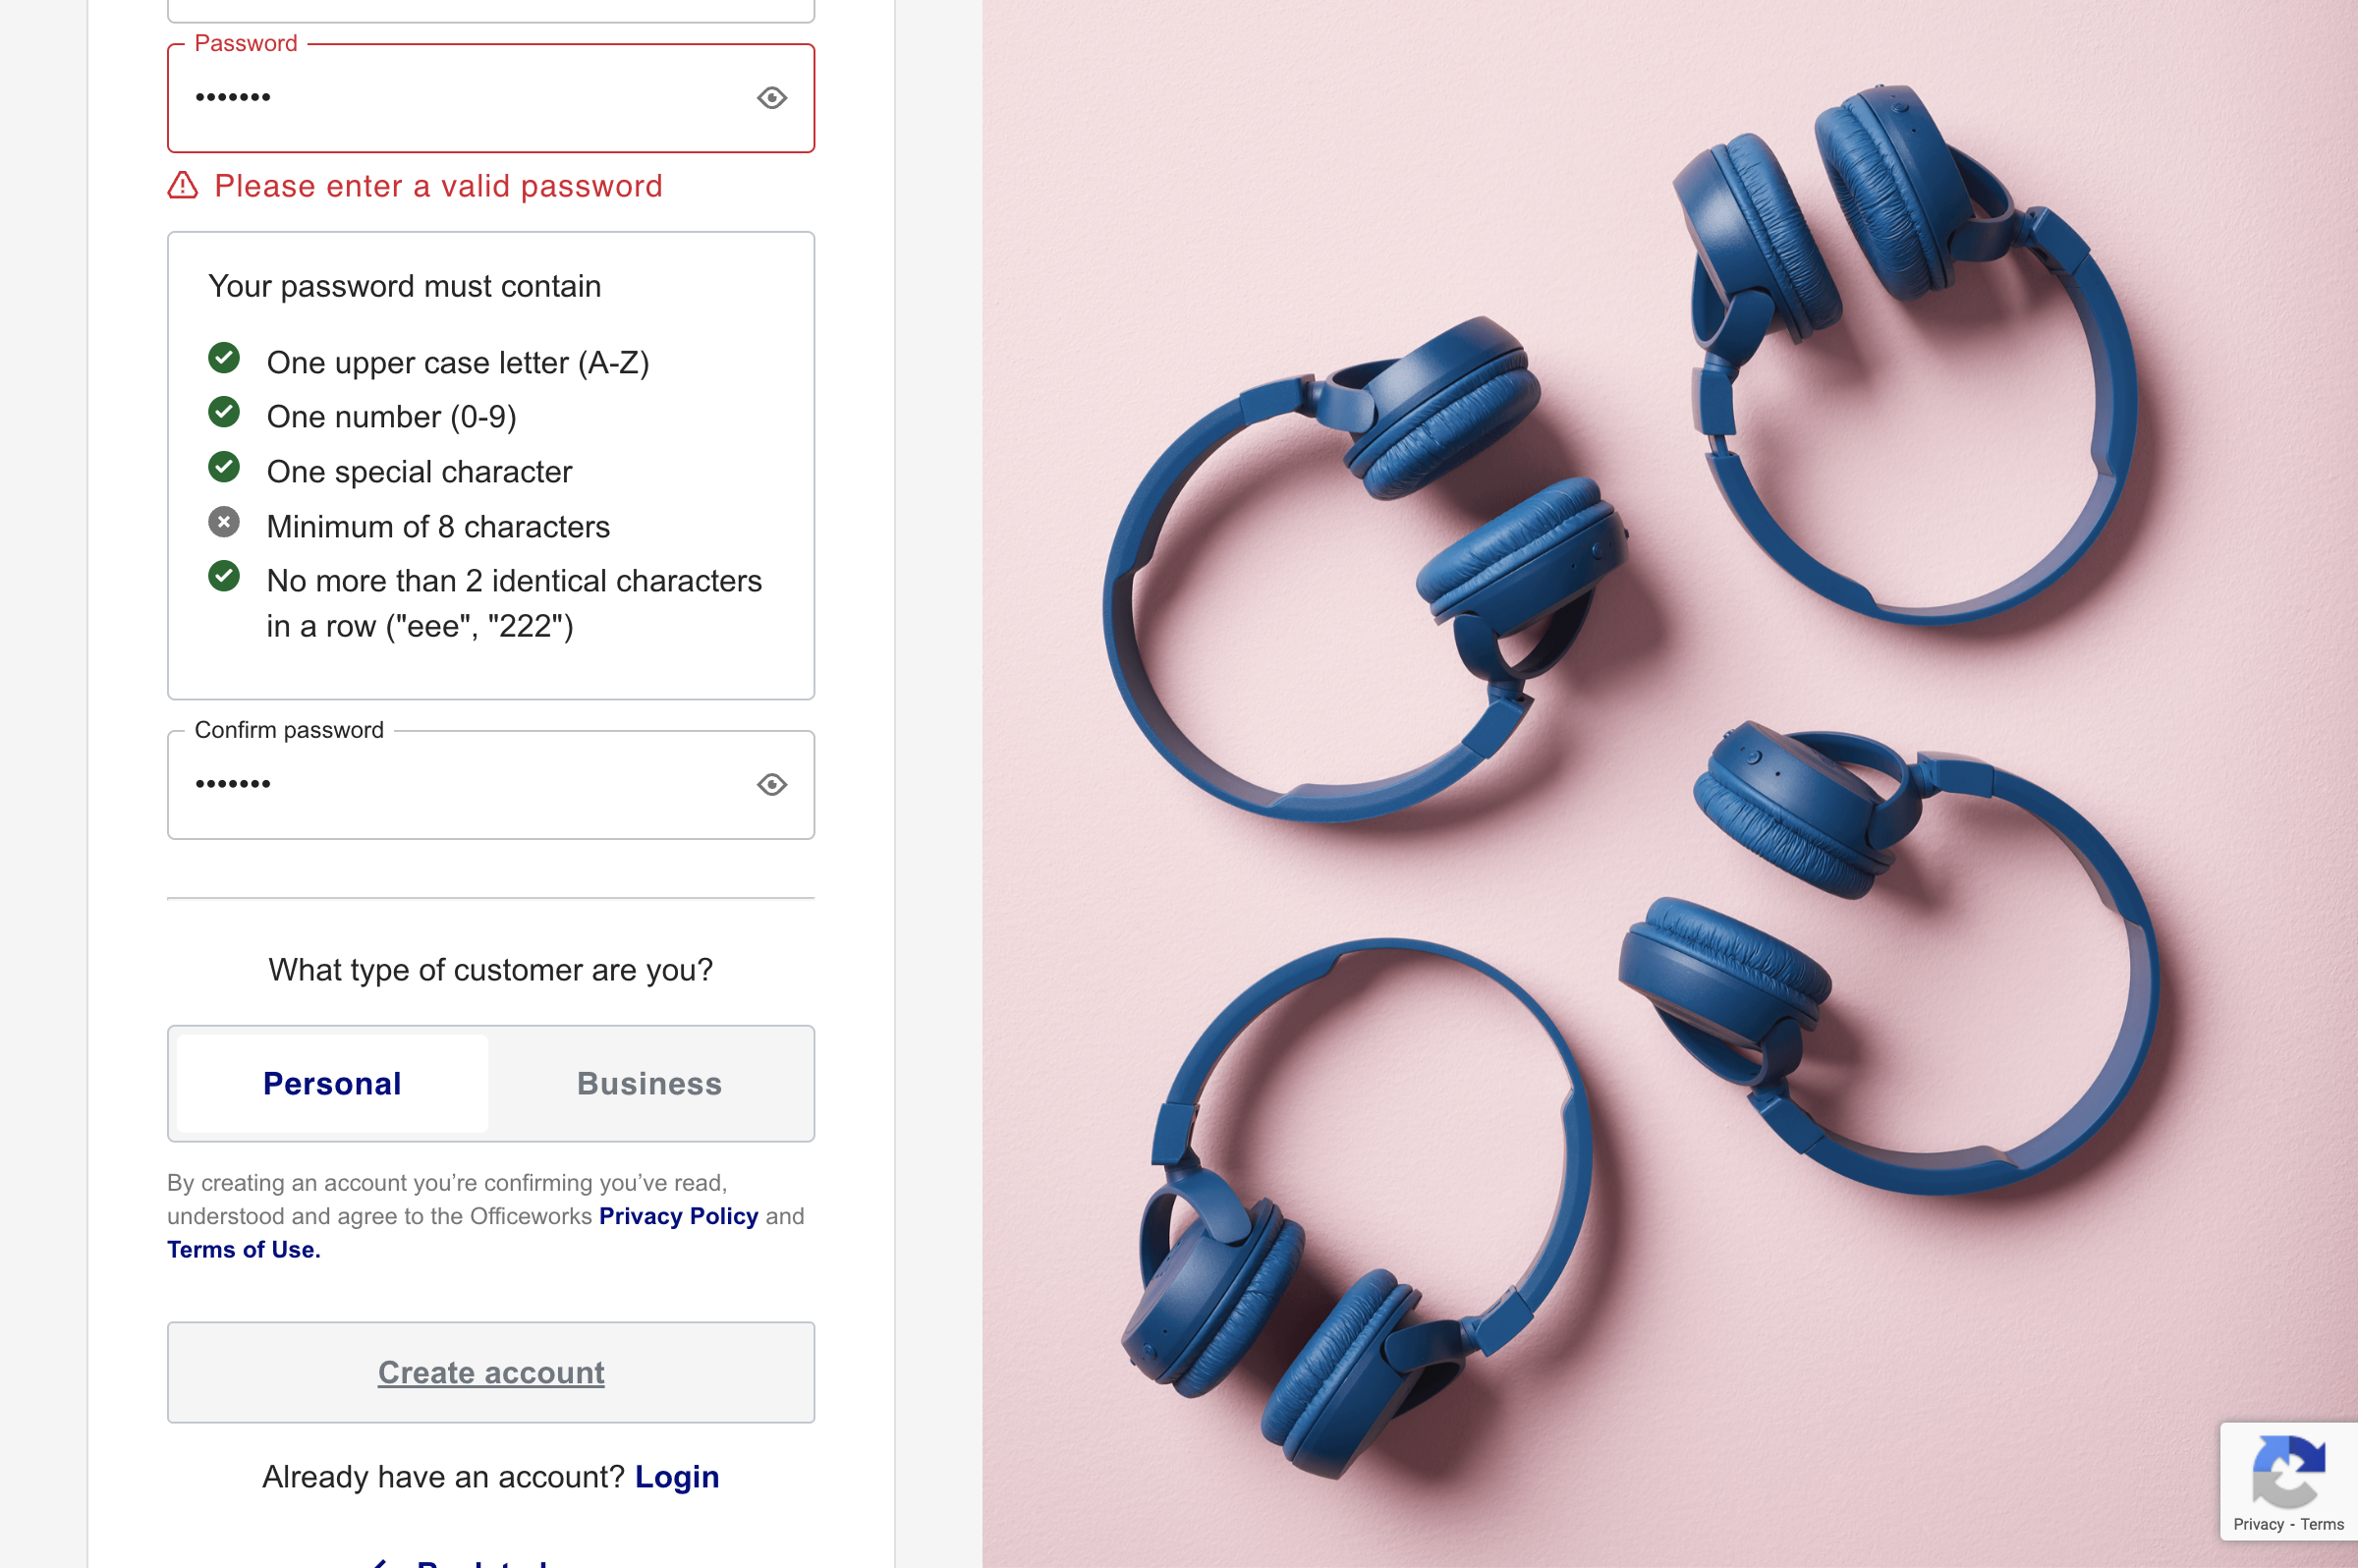 Password
•••••••
Please enter a valid password
Your password must contain
One upper case letter (A-Z)
One number (0-9)
One special character
Minimum of 8 characters
No more than 2 identical characters
in a row ("eee", "222")
Confirm password
•••••••
What type of customer are you?
Personal
Business
By creating an account you’re confirming you’ve read,
understood and agree to the Officeworks Privacy Policy and
Terms of Use.
Create account
Already have an account? Login
Privacy - Terms